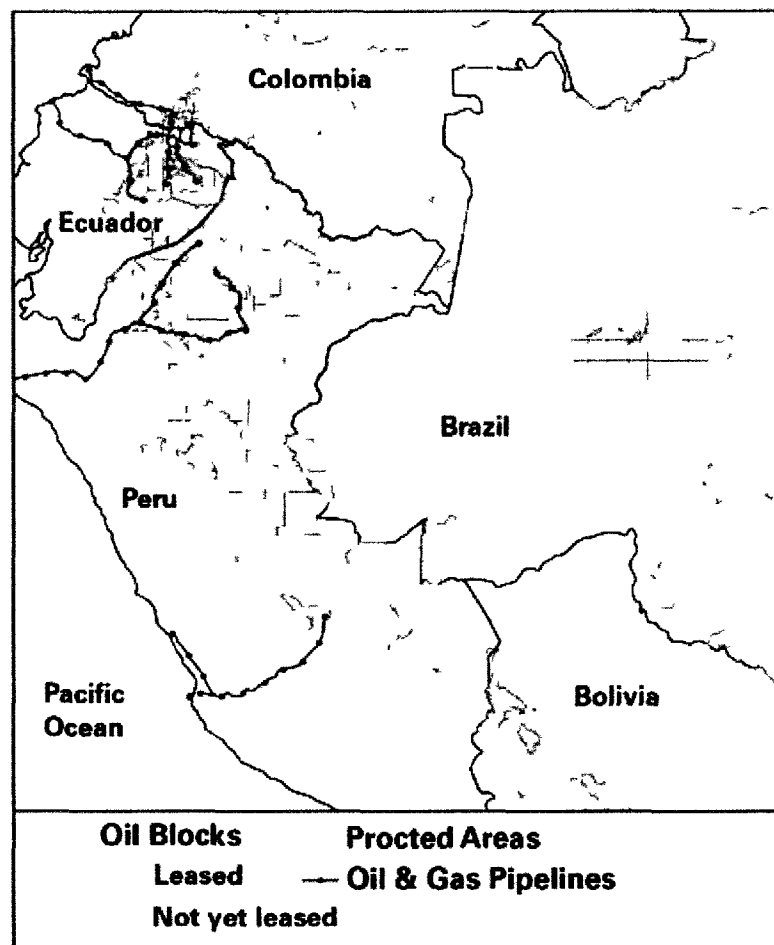 Colombia
Ecuador
Brazil
Peru
Pacific
Ocean
Bolivia
Oil Blocks
Procted Areas
Leased
Oil & Gas Pipelines
Not yet leased